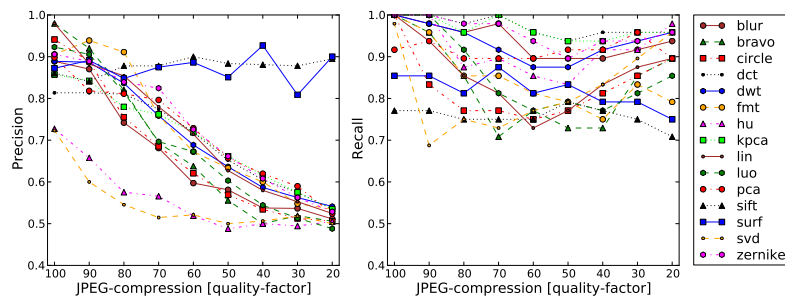 1.0
0.9
0.8
0.7
0.6
0.5
0.4
Precision
100 90 80 70 60 50 40 30 20
JPEG-compression [quality-factor]
1.0
0.9
0.8
0.7
0.6
0.5
0.4
Recall
100 90 80 70 60 50 40 30 20
JPEG-compression [quality-factor]
blur
bravo
circle
dct
dwt
fmt
hu
kpca
lin
luo
pca
sift
surf
svd
zernike